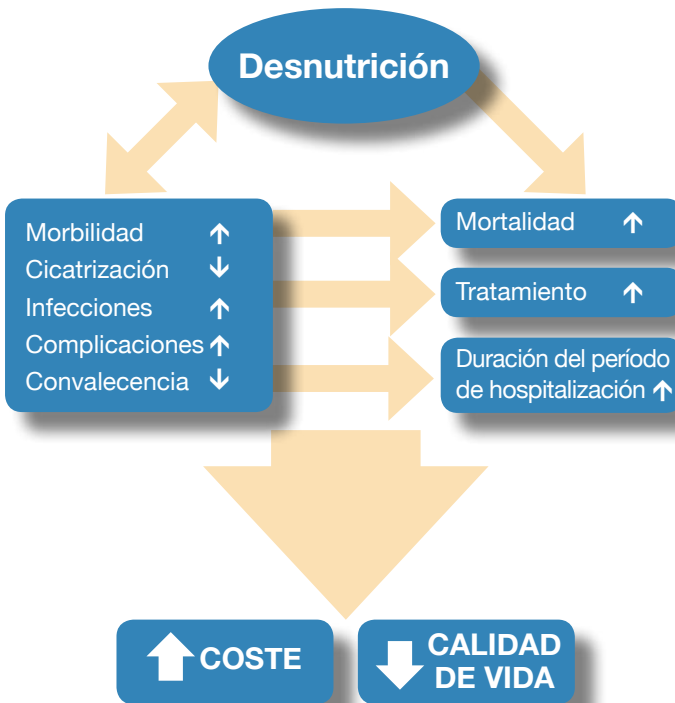 Desnutrición
Morbilidad ↑
Cicatrización ↓
Infecciones ↑
Complicaciones ↑
Convalecencia ↓
Mortalidad ↑
Tratamiento ↑
Duración del período
de hospitalización ↑
↑ COSTE
↓ CALIDAD
DE VIDA